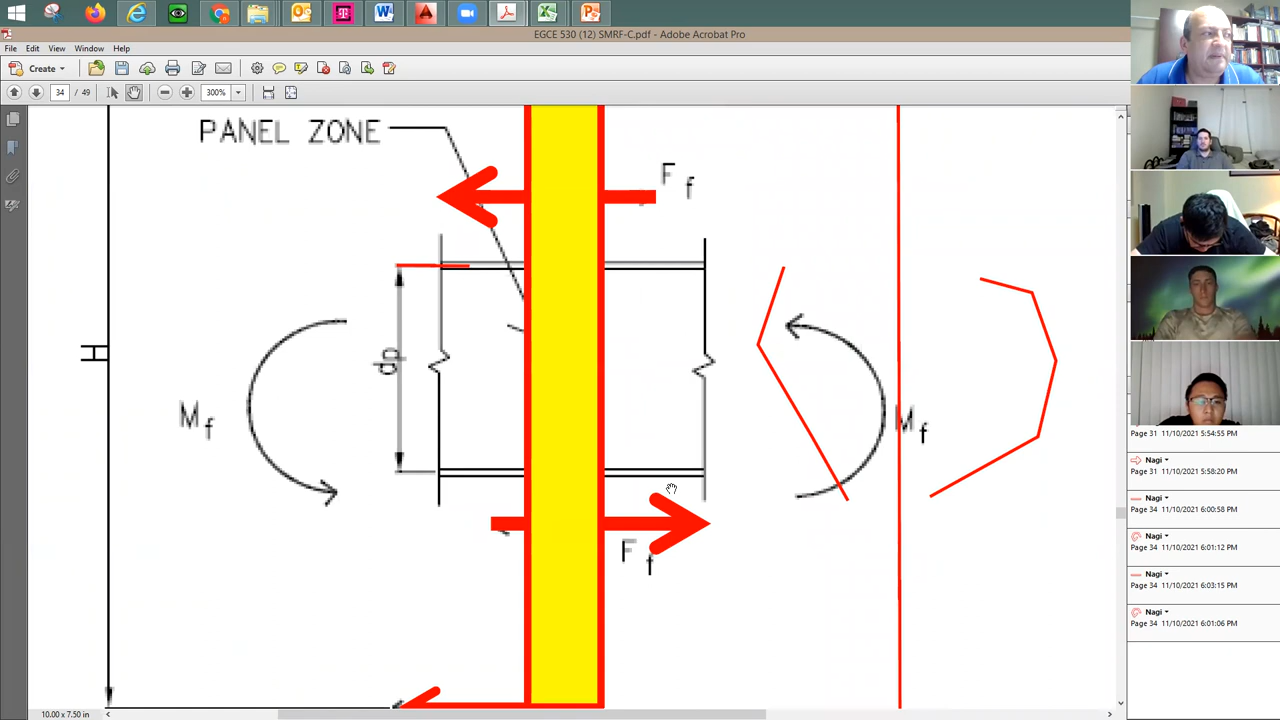 EGCE 530 (12) SMRF-C.pdf - Adobe Acrobat Pro
File Edit View Window Help
Create
34 / 49
300%
PANEL ZONE
F f
H
dp
M f
M f
F f
Page 31 11/10/2021 5:54:55 PM
Nagi
Page 31 11/10/2021 5:58:20 PM
Nagi
Page 34 11/10/2021 6:00:58 PM
Nagi
Page 34 11/10/2021 6:01:12 PM
Nagi
Page 34 11/10/2021 6:03:15 PM
Nagi
Page 34 11/10/2021 6:01:06 PM
10.00 x 7.50 in